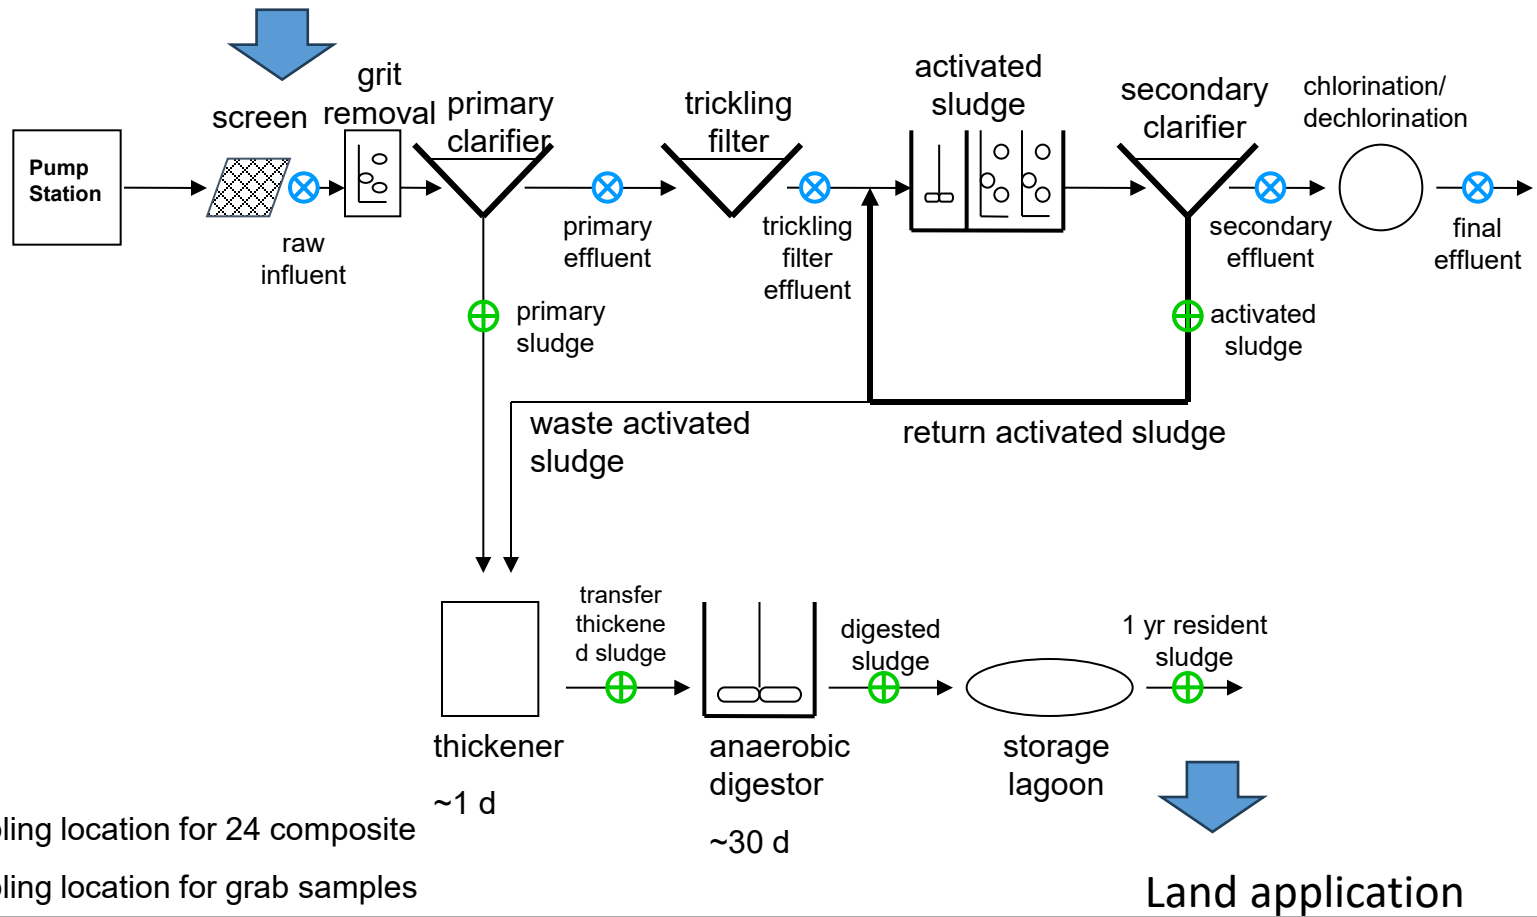 grit
removal
screen
primary
clarifier
trickling
filter
activated
sludge
secondary
clarifier
chlorination/
dechlorination
Pump
Station
raw
influent
primary
effluent
trickling
filter
effluent
secondary
effluent
final
effluent
primary
sludge
activated
sludge
waste activated
sludge
return activated sludge
transfer
thickene
d sludge
digested
sludge
1 yr resident
sludge
thickener
~1 d
anaerobic
digestor
~30 d
storage
lagoon
pling location for 24 composite
pling location for grab samples
Land application